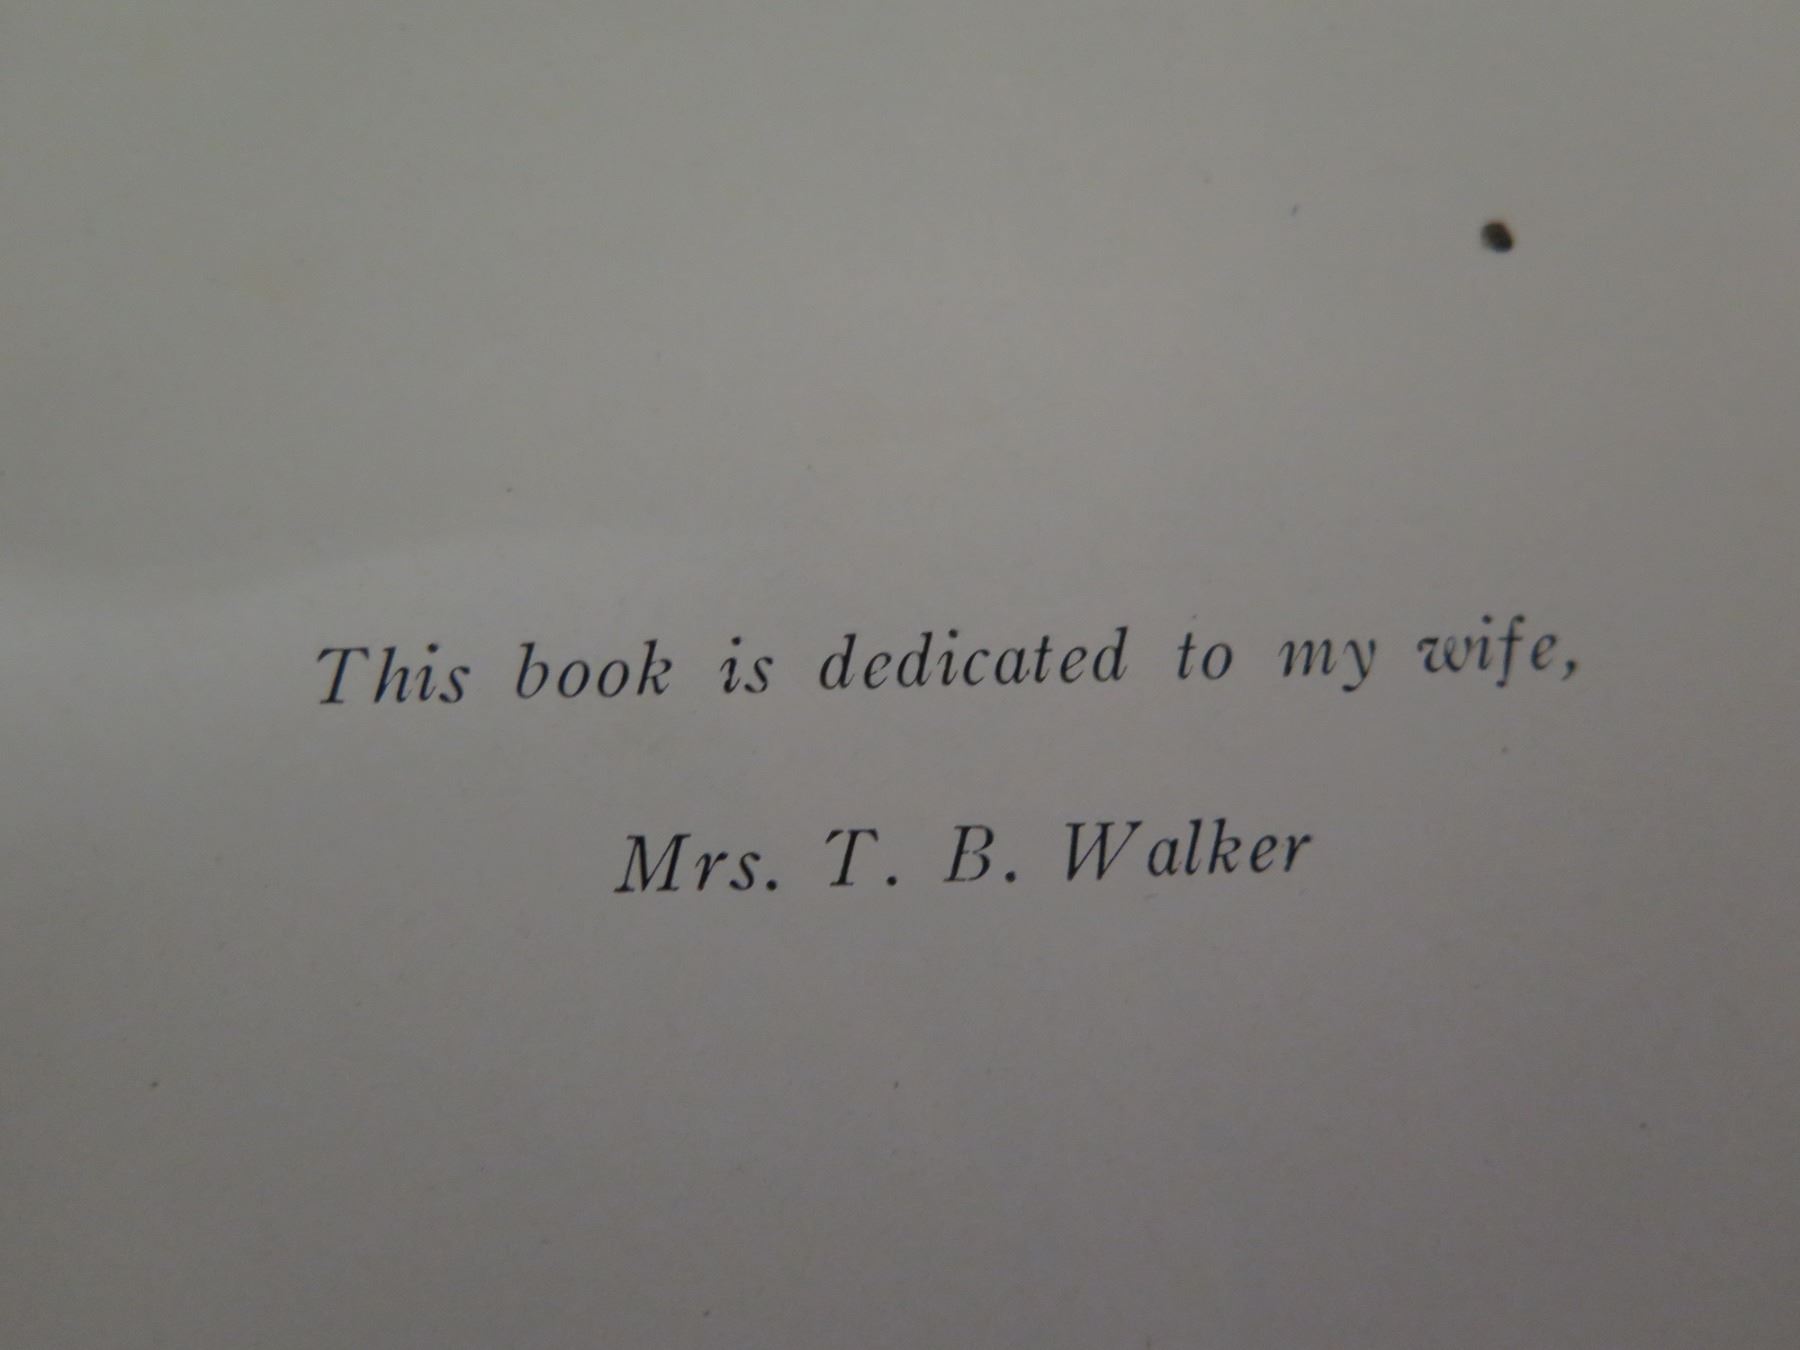 This book is dedicated to my wife,
Mrs. T. B. Walker